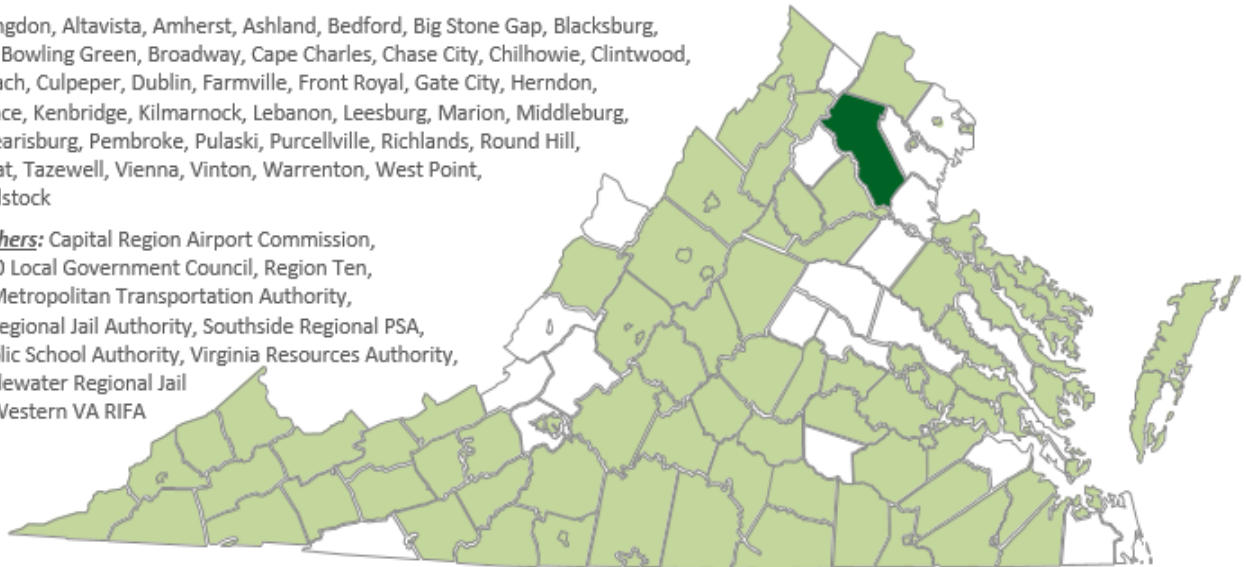 ngdon, Altavista, Amherst, Ashland, Bedford, Big Stone Gap, Blacksburg,
Bowling Green, Broadway, Cape Charles, Chase City, Chilhowie, Clintwood,
ach, Culpeper, Dublin, Farmville, Front Royal, Gate City, Herndon,
ce, Kenbridge, Kilmarnock, Lebanon, Leesburg, Marion, Middleburg,
earisburg, Pembroke, Pulaski, Purcellville, Richlands, Round Hill,
at, Tazewell, Vienna, Vinton, Warrenton, West Point,
dstock
hers: Capital Region Airport Commission,
0 Local Government Council, Region Ten,
Metropolitan Transportation Authority,
egional Jail Authority, Southside Regional PSA,
lic School Authority, Virginia Resources Authority,
lewater Regional Jail
Western VA RIFA